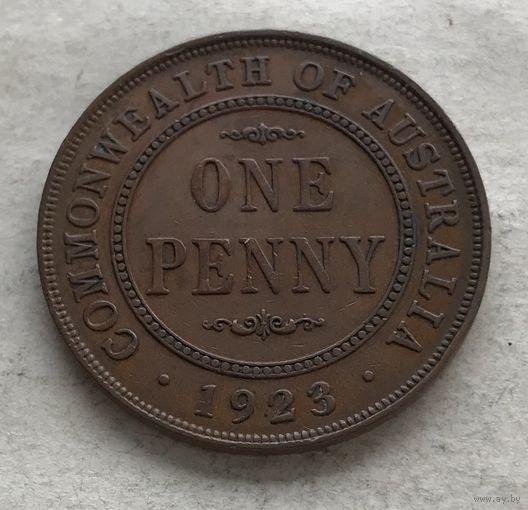 COMMONWEALTH OF AUSTRALIA
ONE
PENNY
· 1923 ·
www.ay.by